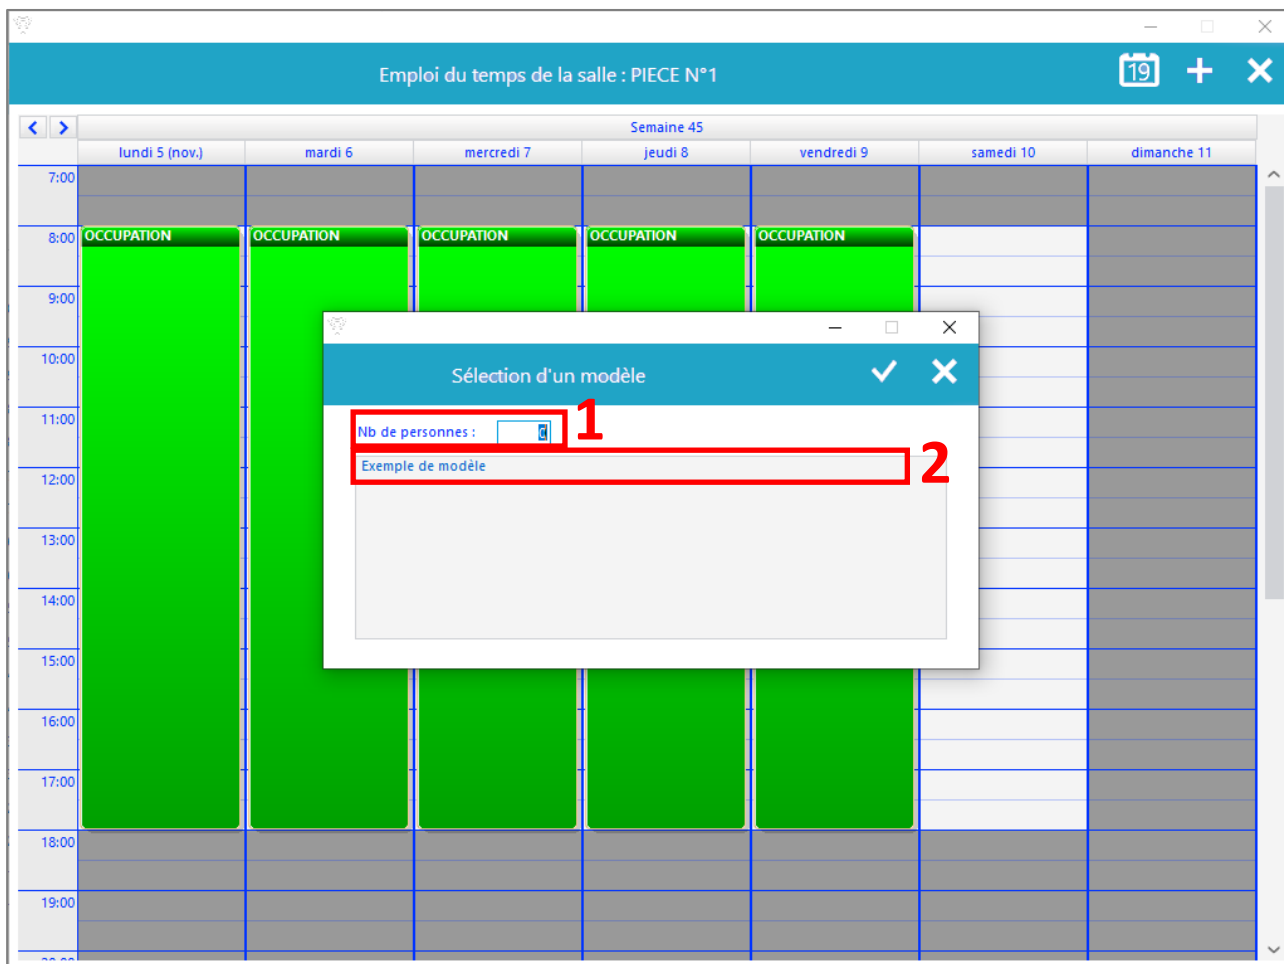 Emploi du temps de la salle : PIECE N°1
19
Semaine 45
lundi 5 (nov.) mardi 6 mercredi 7 jeudi 8 vendredi 9 samedi 10 dimanche 11
7:00
8:00 OCCUPATION OCCUPATION OCCUPATION OCCUPATION OCCUPATION
9:00
10:00
Sélection d'un modèle
11:00
Nb de personnes :
1
Exemple de modèle
2
12:00
13:00
14:00
15:00
16:00
17:00
18:00
19:00